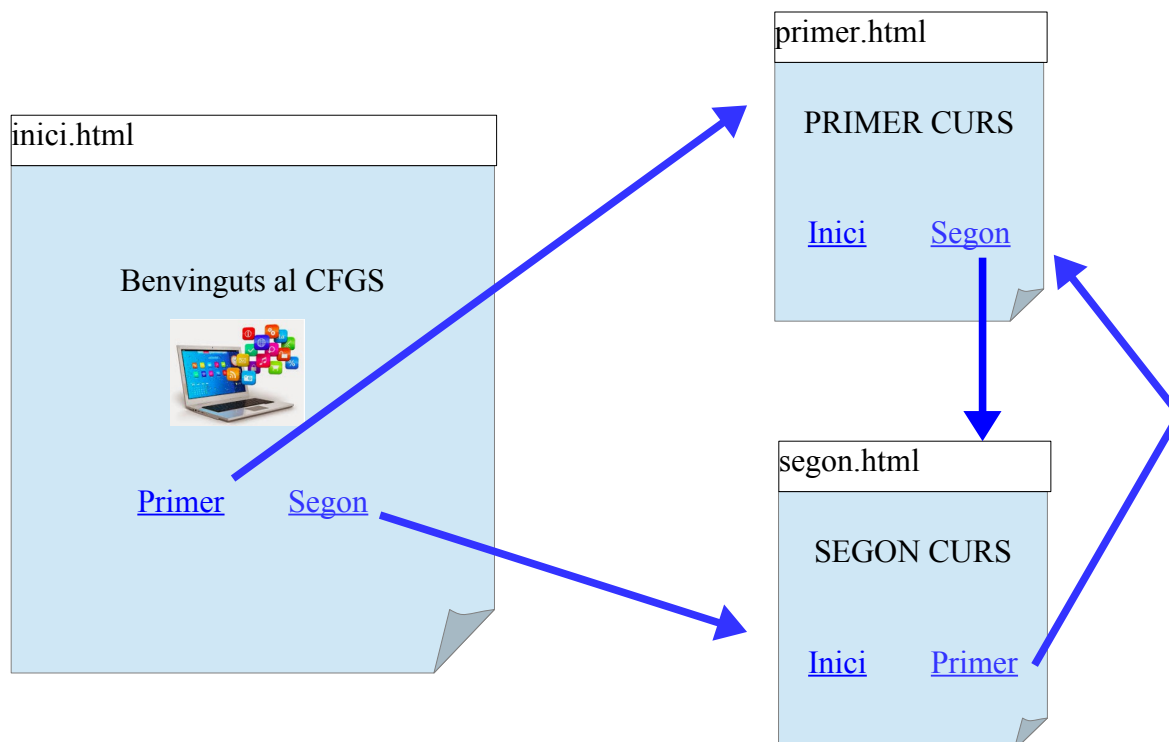 inici.html
Benvinguts al CFGS
Primer Segon
primer.html
PRIMER CURS
Inici Segon
segon.html
SEGON CURS
Inici Primer